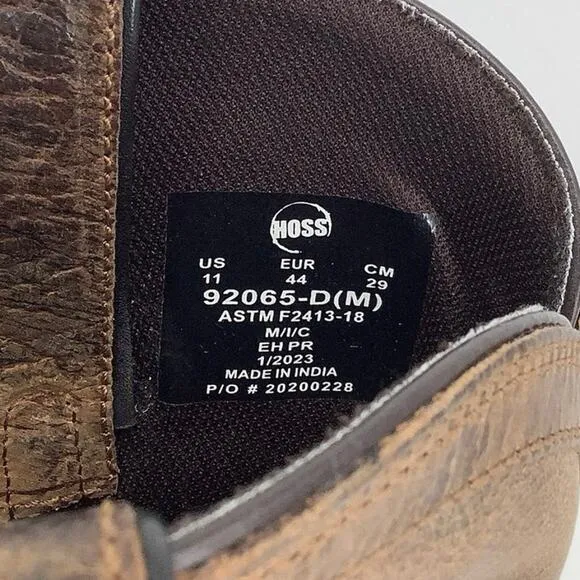 HOSS
US EUR CM
11 44 29
92065-D(M)
ASTM F2413-18
M/I/C
EH PR
1/2023
MADE IN INDIA
P/O # 20200228